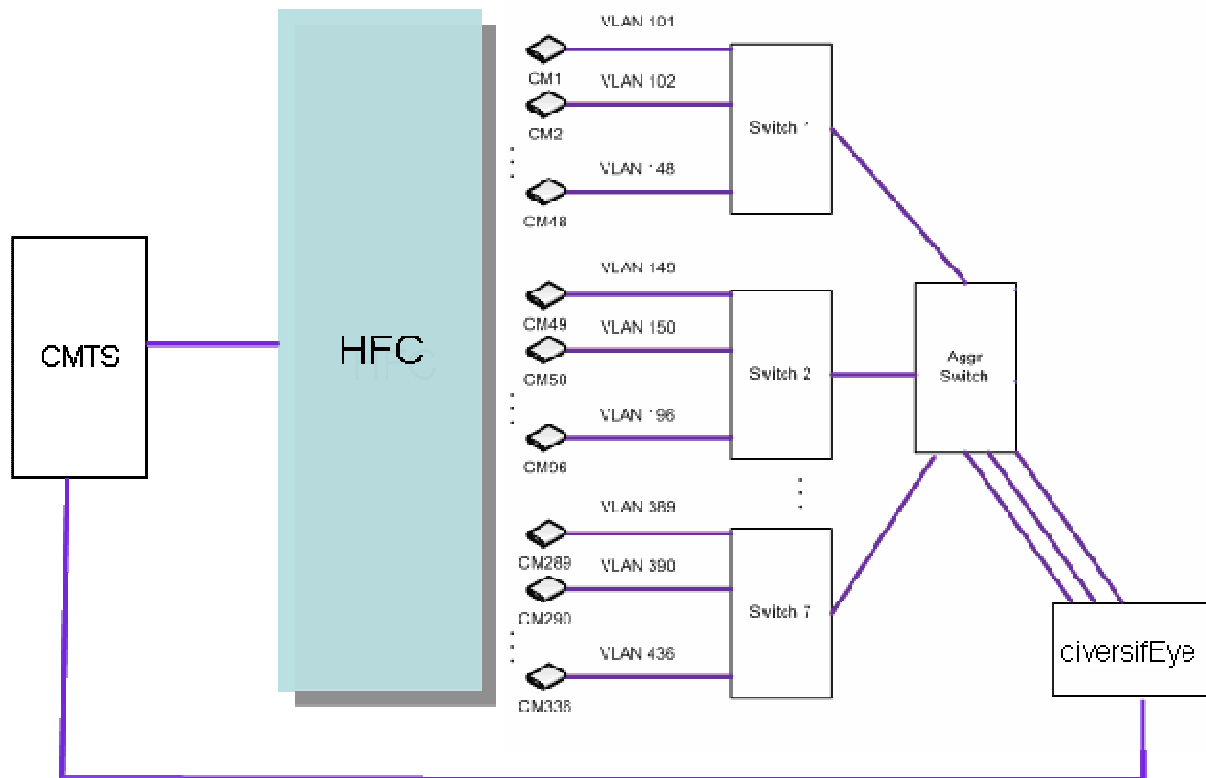 VLAN 101
CM1
VLAN 102
CM2
VLAN 148
CM48
Switch 1
VLAN 149
CM49
VLAN 150
CM50
VLAN 196
CM96
Switch 2
VLAN 389
CM289
VLAN 390
CM290
VLAN 436
CM336
Switch 7
CMTS
HFC
Aggr
Switch
diversifEye